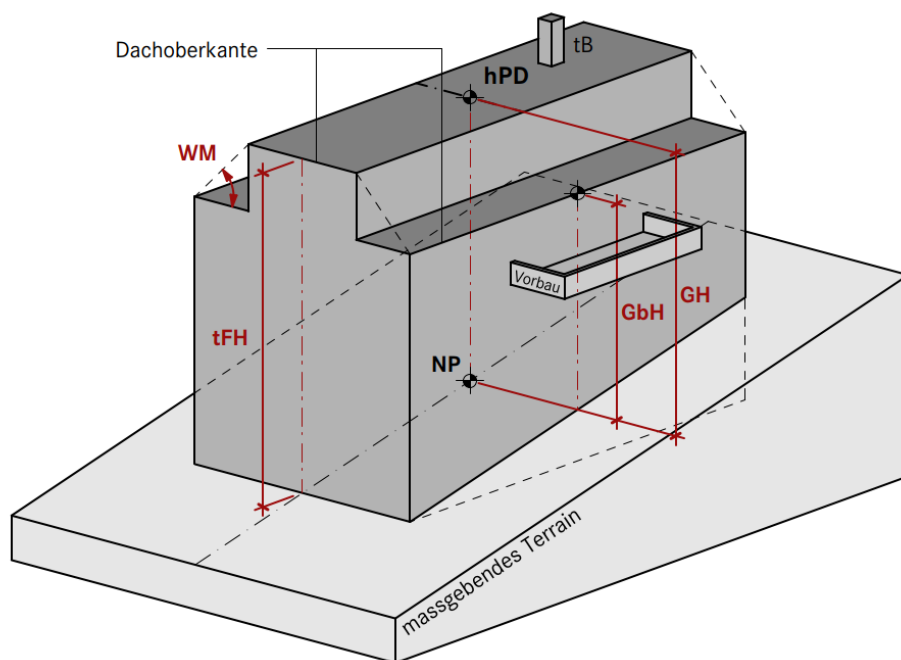 Dachoberkante
tB
hPD
WM
Vorbau
tFH
GbH
GH
NP
massgebendes Terrain